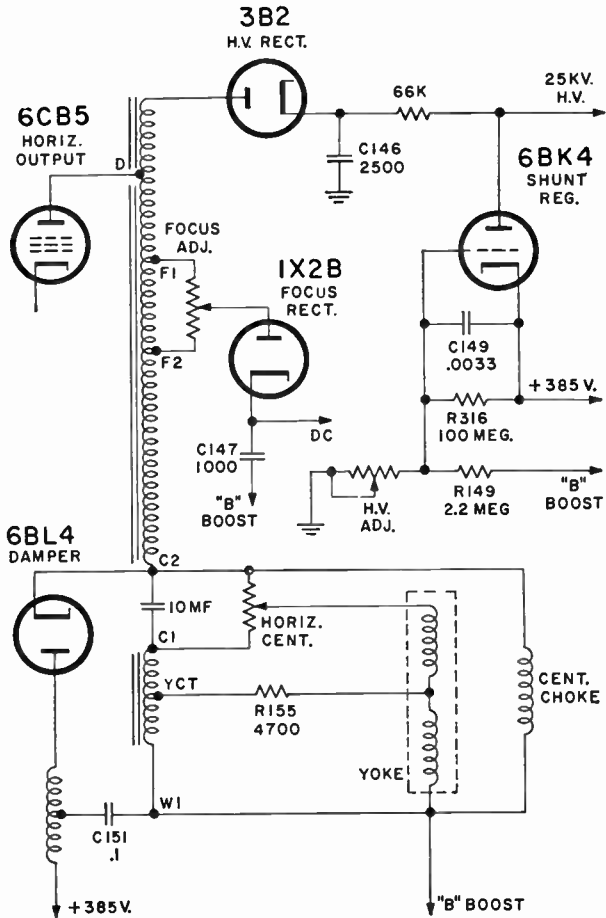 3B2
H.V. RECT.
66K
25KV.
H.V.
6CB5
HORIZ.
OUTPUT
D
C146
2500
6BK4
SHUNT
REG.
FOCUS
ADJ.
F1
1X2B
FOCUS
RECT.
F2
C149
.0033
+385V.
DC
R316
100 MEG.
C147
1000
"B"
BOOST
H.V.
ADJ.
R149
2.2 MEG
"B"
BOOST
6BL4
DAMPER
C2
10MF
HORIZ.
CENT.
C1
YCT
R155
4700
CENT.
CHOKE
YOKE
W1
C151
.1
+385V.
"B" BOOST